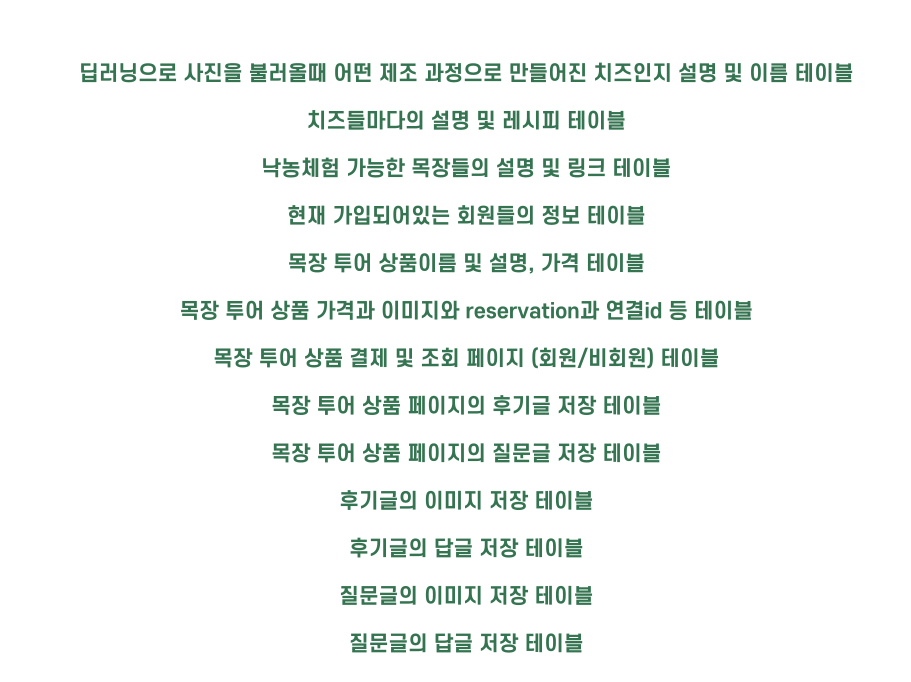 딥러닝으로 사진을 불러올때 어떤 제조 과정으로 만들어진 치즈인지 설명 및 이름 테이블
치즈들마다의 설명 및 레시피 테이블
낙농체험 가능한 목장들의 설명 및 링크 테이블
현재 가입되어있는 회원들의 정보 테이블
목장 투어 상품이름 및 설명, 가격 테이블
목장 투어 상품 가격과 이미지와 reservation과 연결id 등 테이블
목장 투어 상품 결제 및 조회 페이지 (회원/비회원) 테이블
목장 투어 상품 페이지의 후기글 저장 테이블
목장 투어 상품 페이지의 질문글 저장 테이블
후기글의 이미지 저장 테이블
후기글의 답글 저장 테이블
질문글의 이미지 저장 테이블
질문글의 답글 저장 테이블